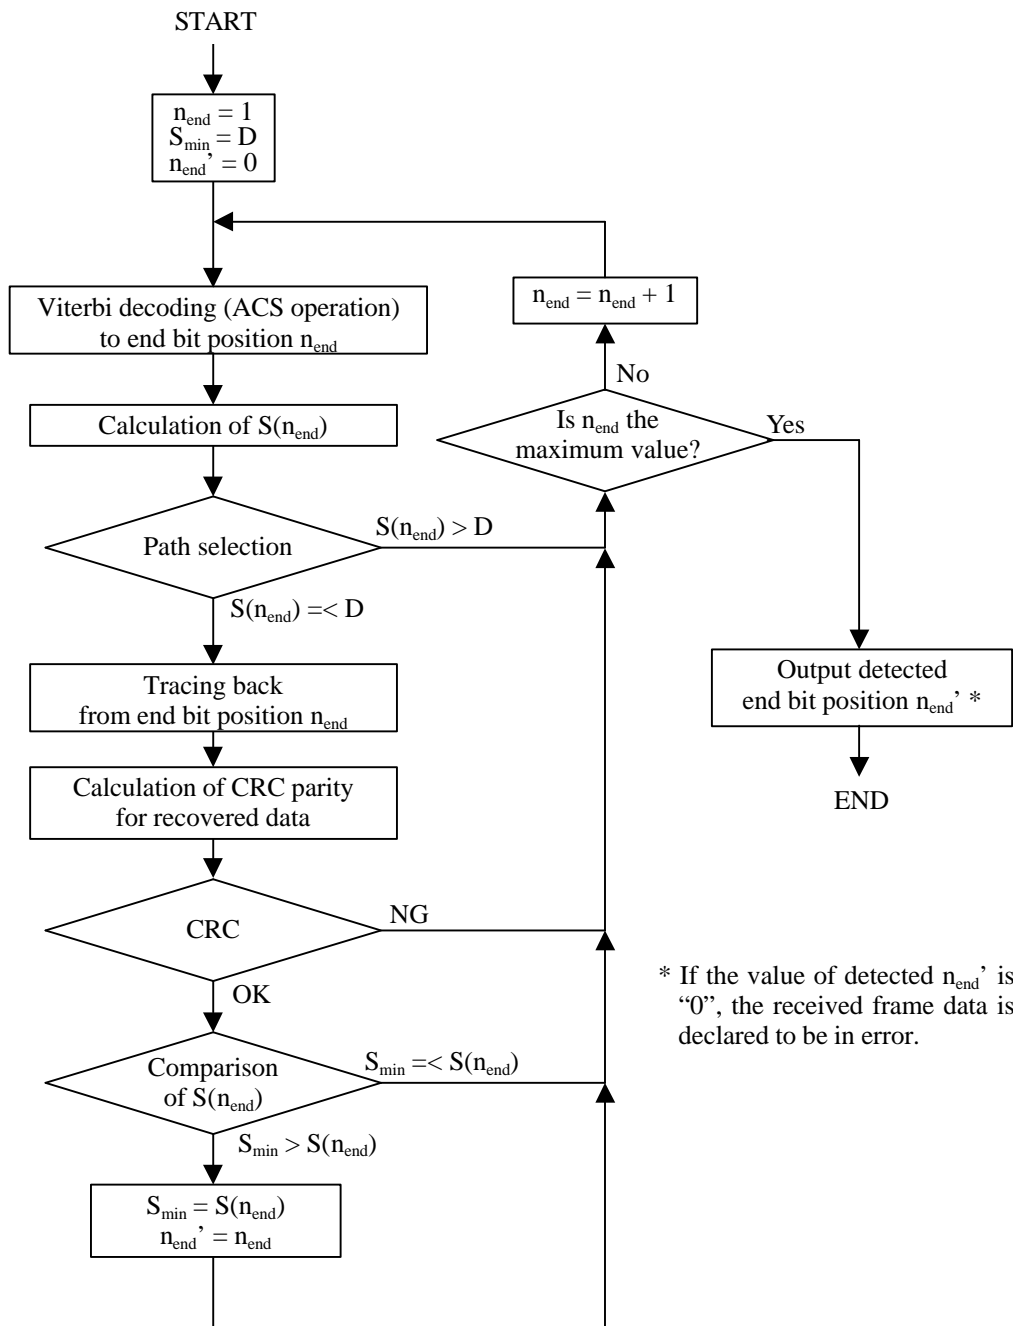 START
n_end = 1
S_min = D
n_end’ = 0
Viterbi decoding (ACS operation)
to end bit position n_end
Calculation of S(n_end)
Path selection
S(n_end) > D
S(n_end) =< D
Tracing back
from end bit position n_end
Calculation of CRC parity
for recovered data
CRC
NG
OK
Comparison
of S(n_end)
S_min =< S(n_end)
S_min > S(n_end)
S_min = S(n_end)
n_end’ = n_end
n_end = n_end + 1
No
Is n_end the
maximum value?
Yes
Output detected
end bit position n_end’ *
END
* If the value of detected n_end’ is
“0”, the received frame data is
declared to be in error.